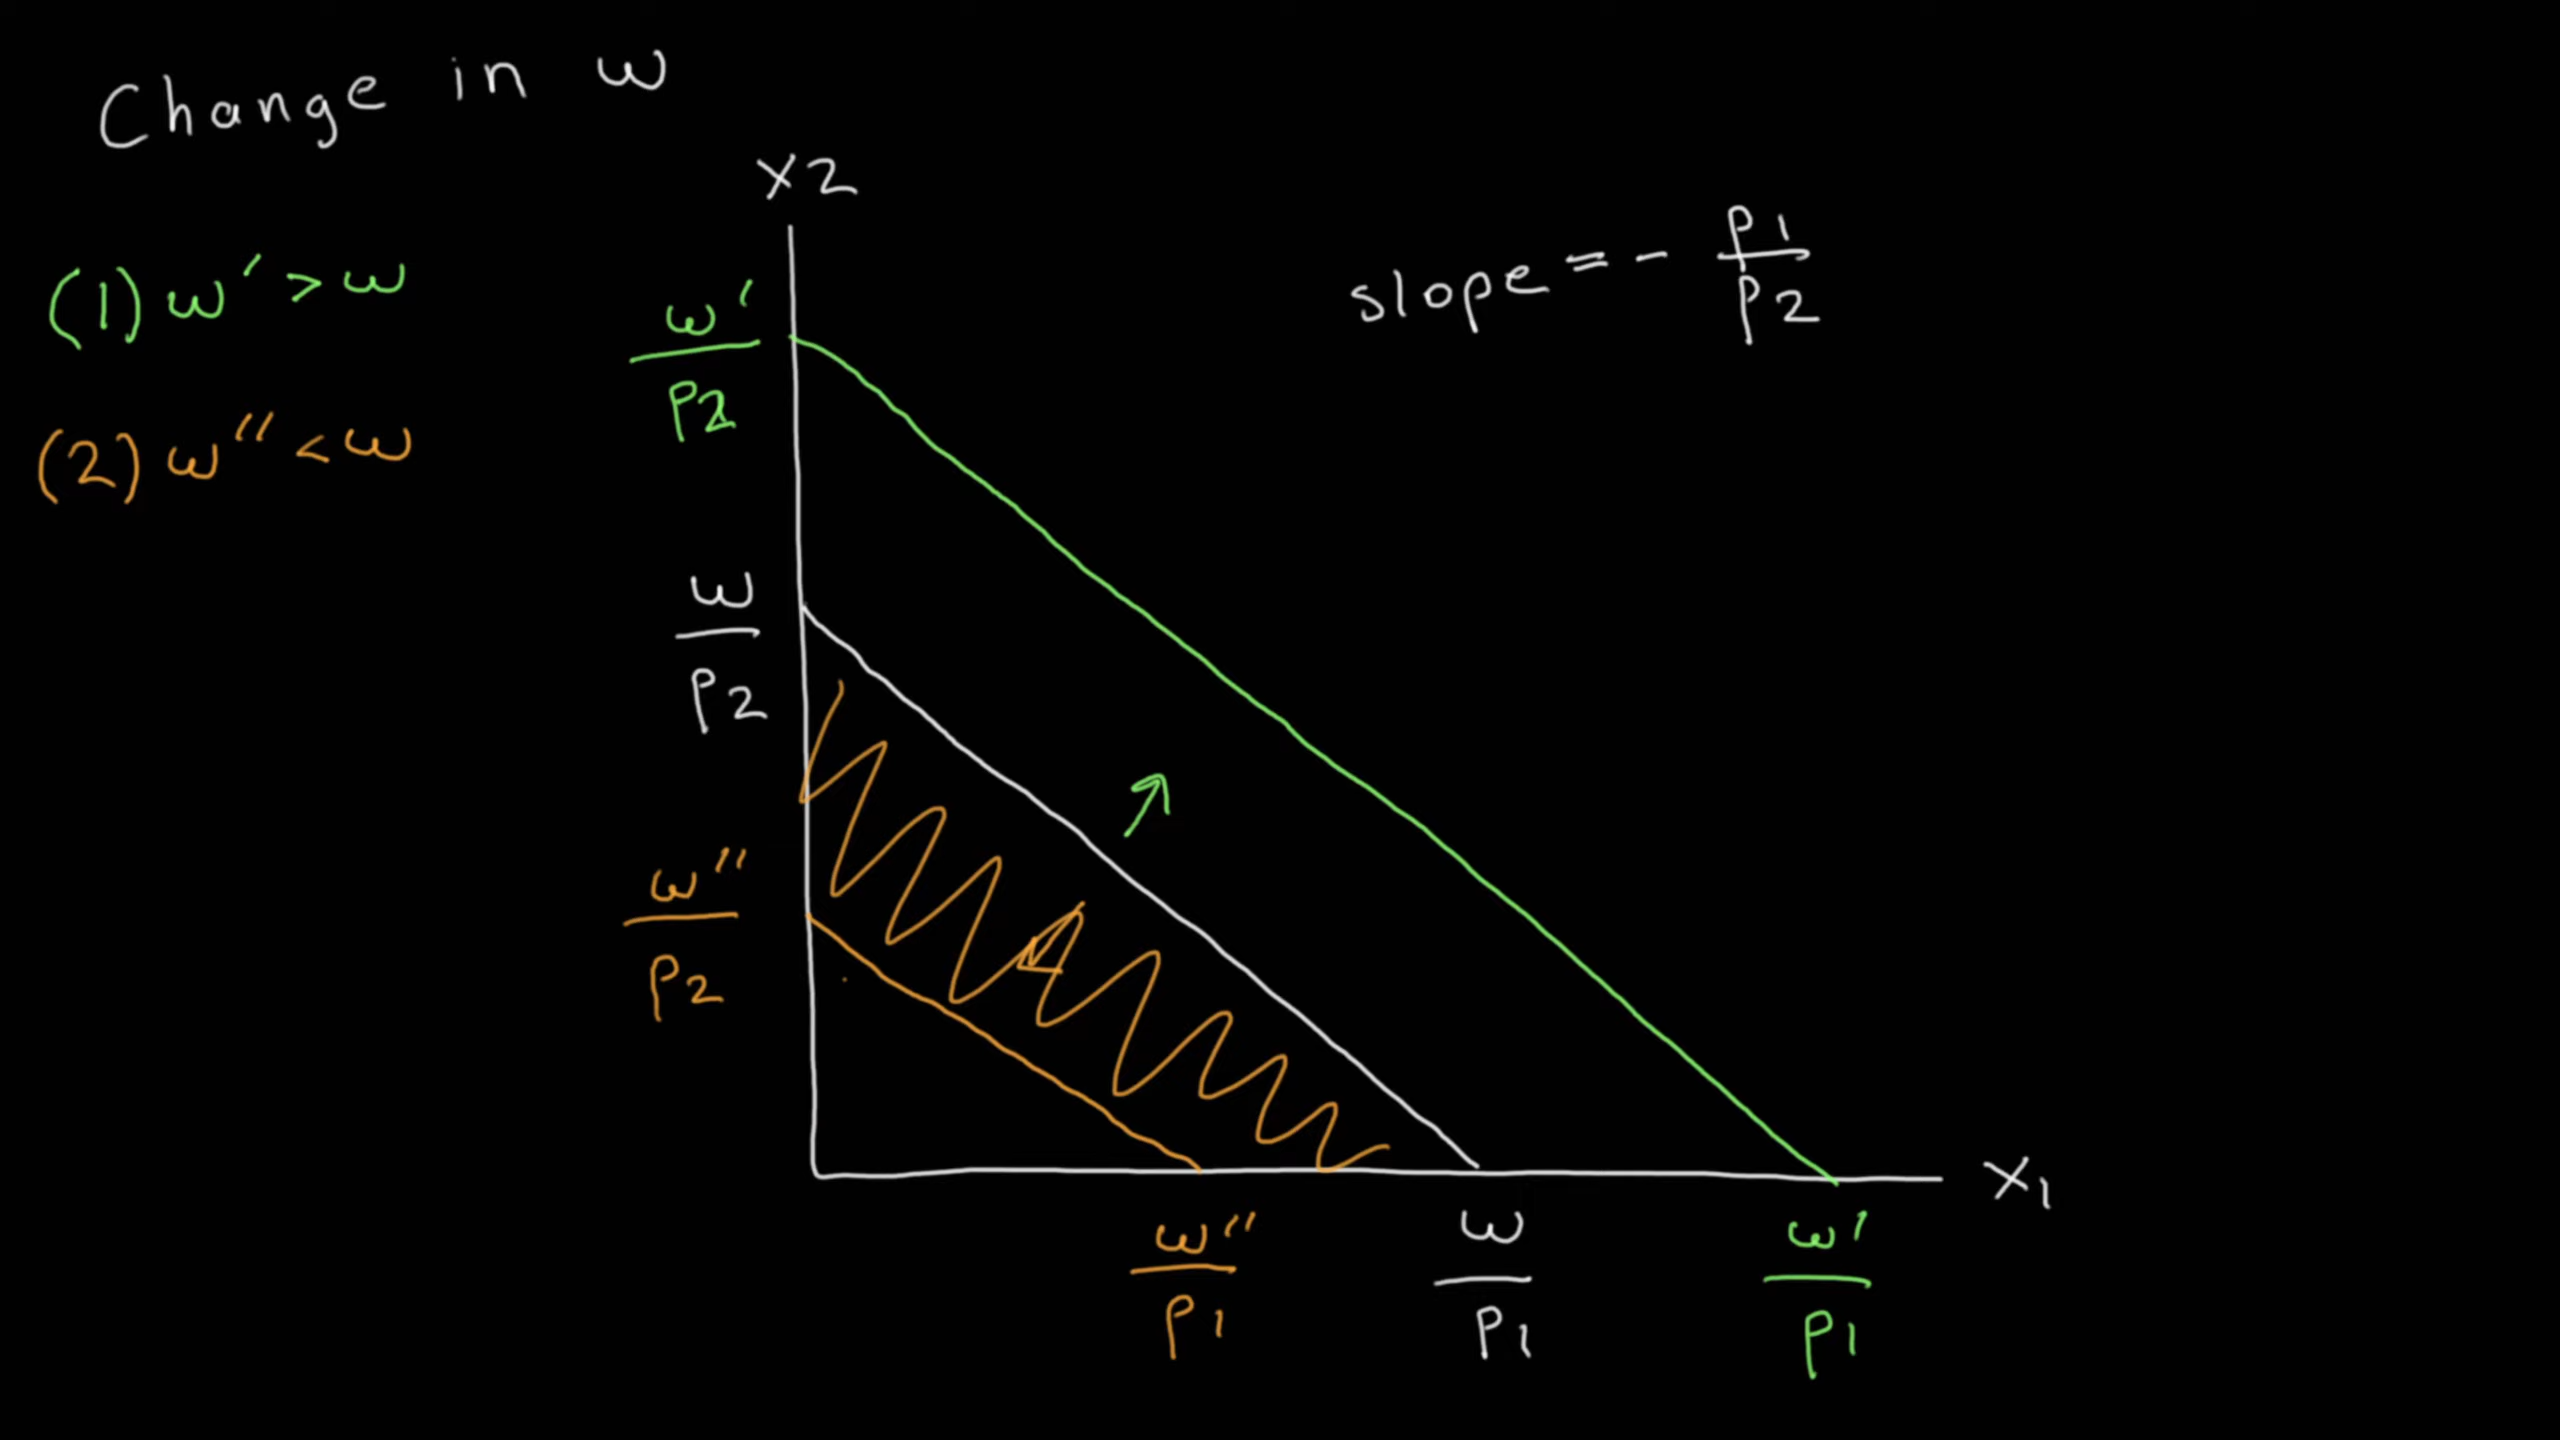 Change in ω
x2
(1) ω' > ω
slope = - p1/p2
ω'/p2
(2) ω'' < ω
ω/p2
ω''/p2
x1
ω''/p1
ω/p1
ω'/p1